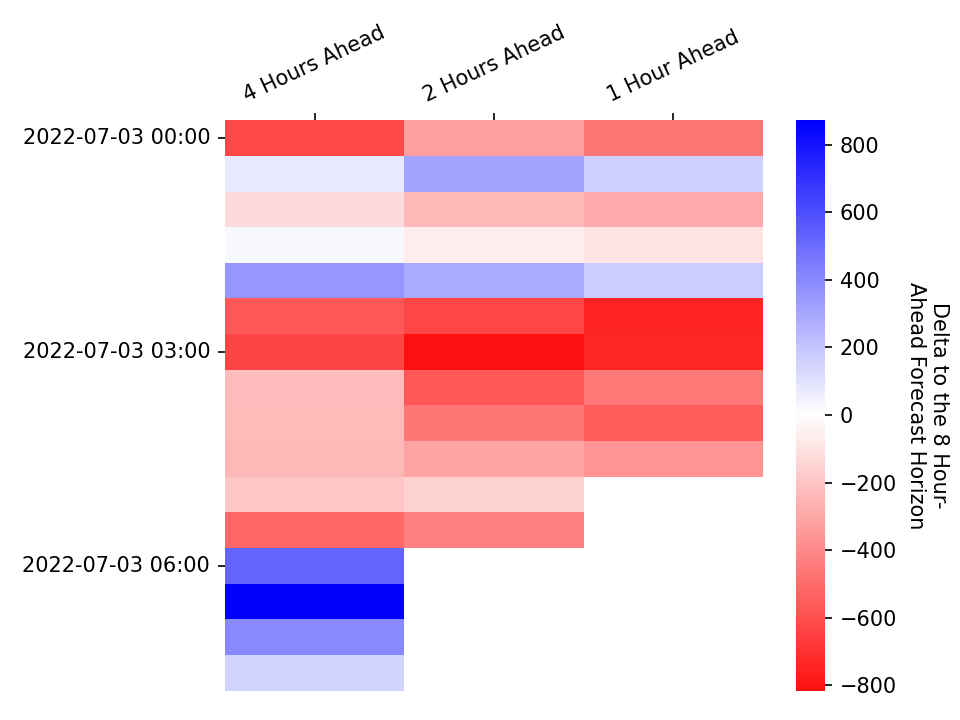 4 Hours Ahead
2 Hours Ahead
1 Hour Ahead
2022-07-03 00:00
2022-07-03 03:00
2022-07-03 06:00
800
600
400
200
0
−200
−400
−600
−800
Delta to the 8 Hour-
Ahead Forecast Horizon